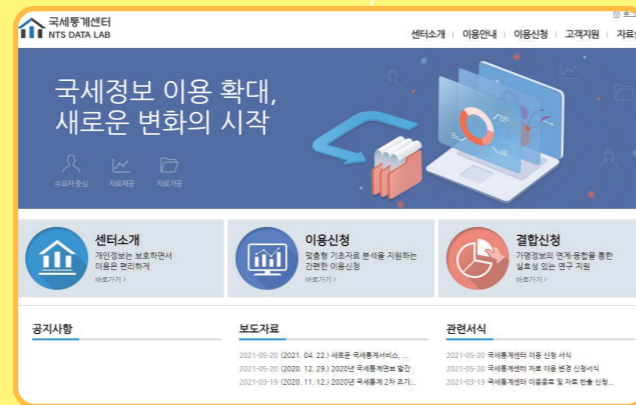 국세통계센터
NTS DATA LAB
센터소개 | 이용안내 | 이용신청 | 고객지원 |
국세정보 이용 확대,
새로운 변화의 시작
수요자 중심 자료제공 자료가공
센터소개
개인정보는 보호하면서
이용은 편리하게
바로가기 >
이용신청
맞춤형 기초자료 분석을 지원하는
간편한 이용신청
바로가기 >
결합신청
가명정보의 연계·융합을 통한
실효성 있는 연구 지원
바로가기 >
공지사항
보도자료
2021-05-20 (2021. 04. 22.) 새로운 국세통계서비스, ...
2021-05-20 (2020. 12. 29.) 2020년 국세통계연보 발간
2021-03-19 (2020. 11. 12.) 2020년 국세통계 2차 조기...
관련서식
2021-05-20 국세통계센터 이용 신청 서식
2021-05-20 국세통계센터 자료 이용 변경 신청서식
2021-03-19 국세통계센터 이용종료 및 자료 반출 신청...